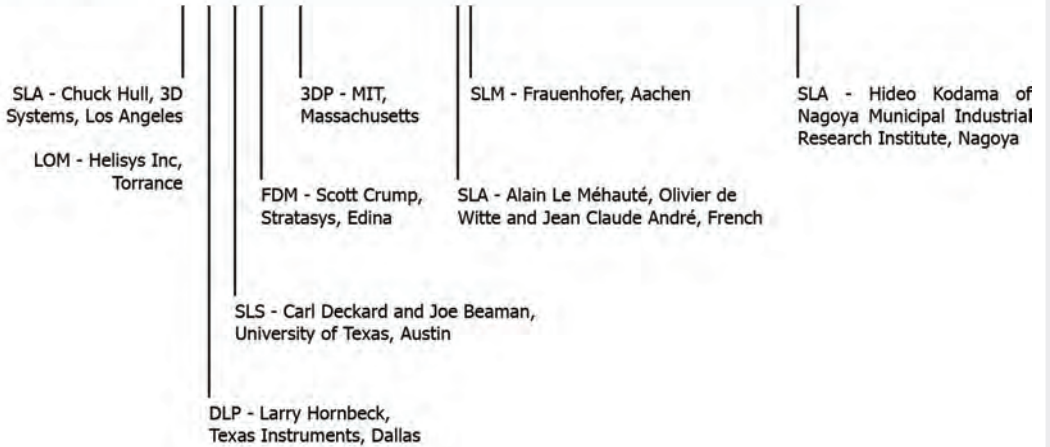 SLA - Chuck Hull, 3D
Systems, Los Angeles
LOM - Helisys Inc,
Torrance
3DP - MIT,
Massachusetts
SLM - Frauenhofer, Aachen
SLA - Hideo Kodama of
Nagoya Municipal Industrial
Research Institute, Nagoya
FDM - Scott Crump,
Stratasys, Edina
SLA - Alain Le Méhauté, Olivier de
Witte and Jean Claude André, French
SLS - Carl Deckard and Joe Beaman,
University of Texas, Austin
DLP - Larry Hornbeck,
Texas Instruments, Dallas